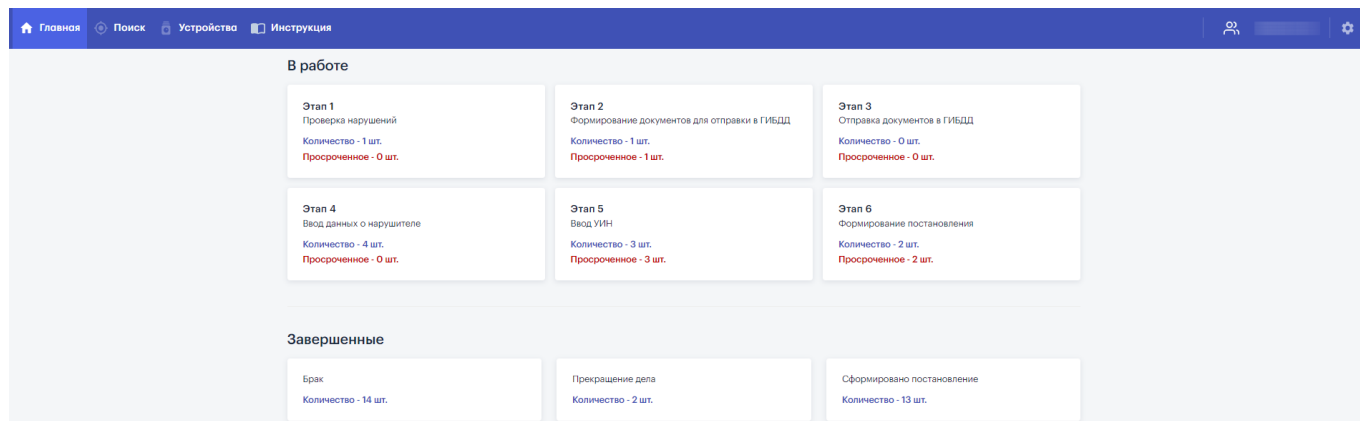 Главная Поиск Устройства Инструкция
В работе
Этап 1
Проверка нарушений
Количество - 1 шт.
Просроченное - 0 шт.
Этап 2
Формирование документов для отправки в ГИБДД
Количество - 1 шт.
Просроченное - 1 шт.
Этап 3
Отправка документов в ГИБДД
Количество - 0 шт.
Просроченное - 0 шт.
Этап 4
Ввод данных о нарушителе
Количество - 4 шт.
Просроченное - 0 шт.
Этап 5
Ввод УИН
Количество - 3 шт.
Просроченное - 3 шт.
Этап 6
Формирование постановления
Количество - 2 шт.
Просроченное - 2 шт.
Завершенные
Брак
Количество - 14 шт.
Прекращение дела
Количество - 2 шт.
Сформировано постановление
Количество - 13 шт.